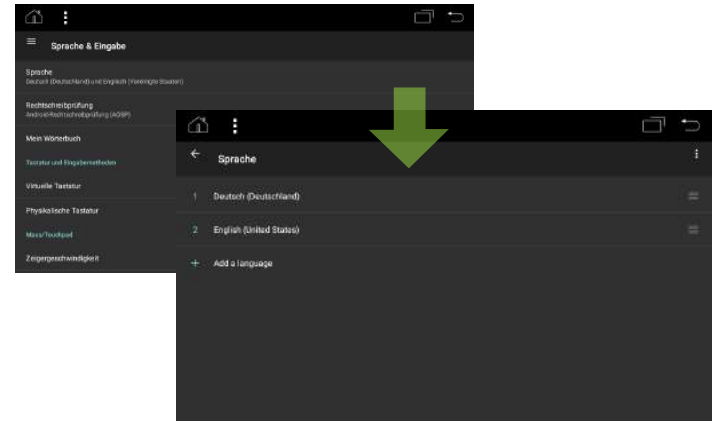 Sprache & Eingabe
Sprache
Deutsch (Deutschland) und Englisch (Vereinigte Staaten)
Rechtschreibprüfung
Android-Rechtschreibprüfung (AOSP)
Mein Wörterbuch
Tastatur und Eingabemethoden
Virtuelle Tastatur
Physikalische Tastatur
Maus/Touchpad
Zeigergeschwindigkeit
Sprache
1 Deutsch (Deutschland)
2 English (United States)
+ Add a language